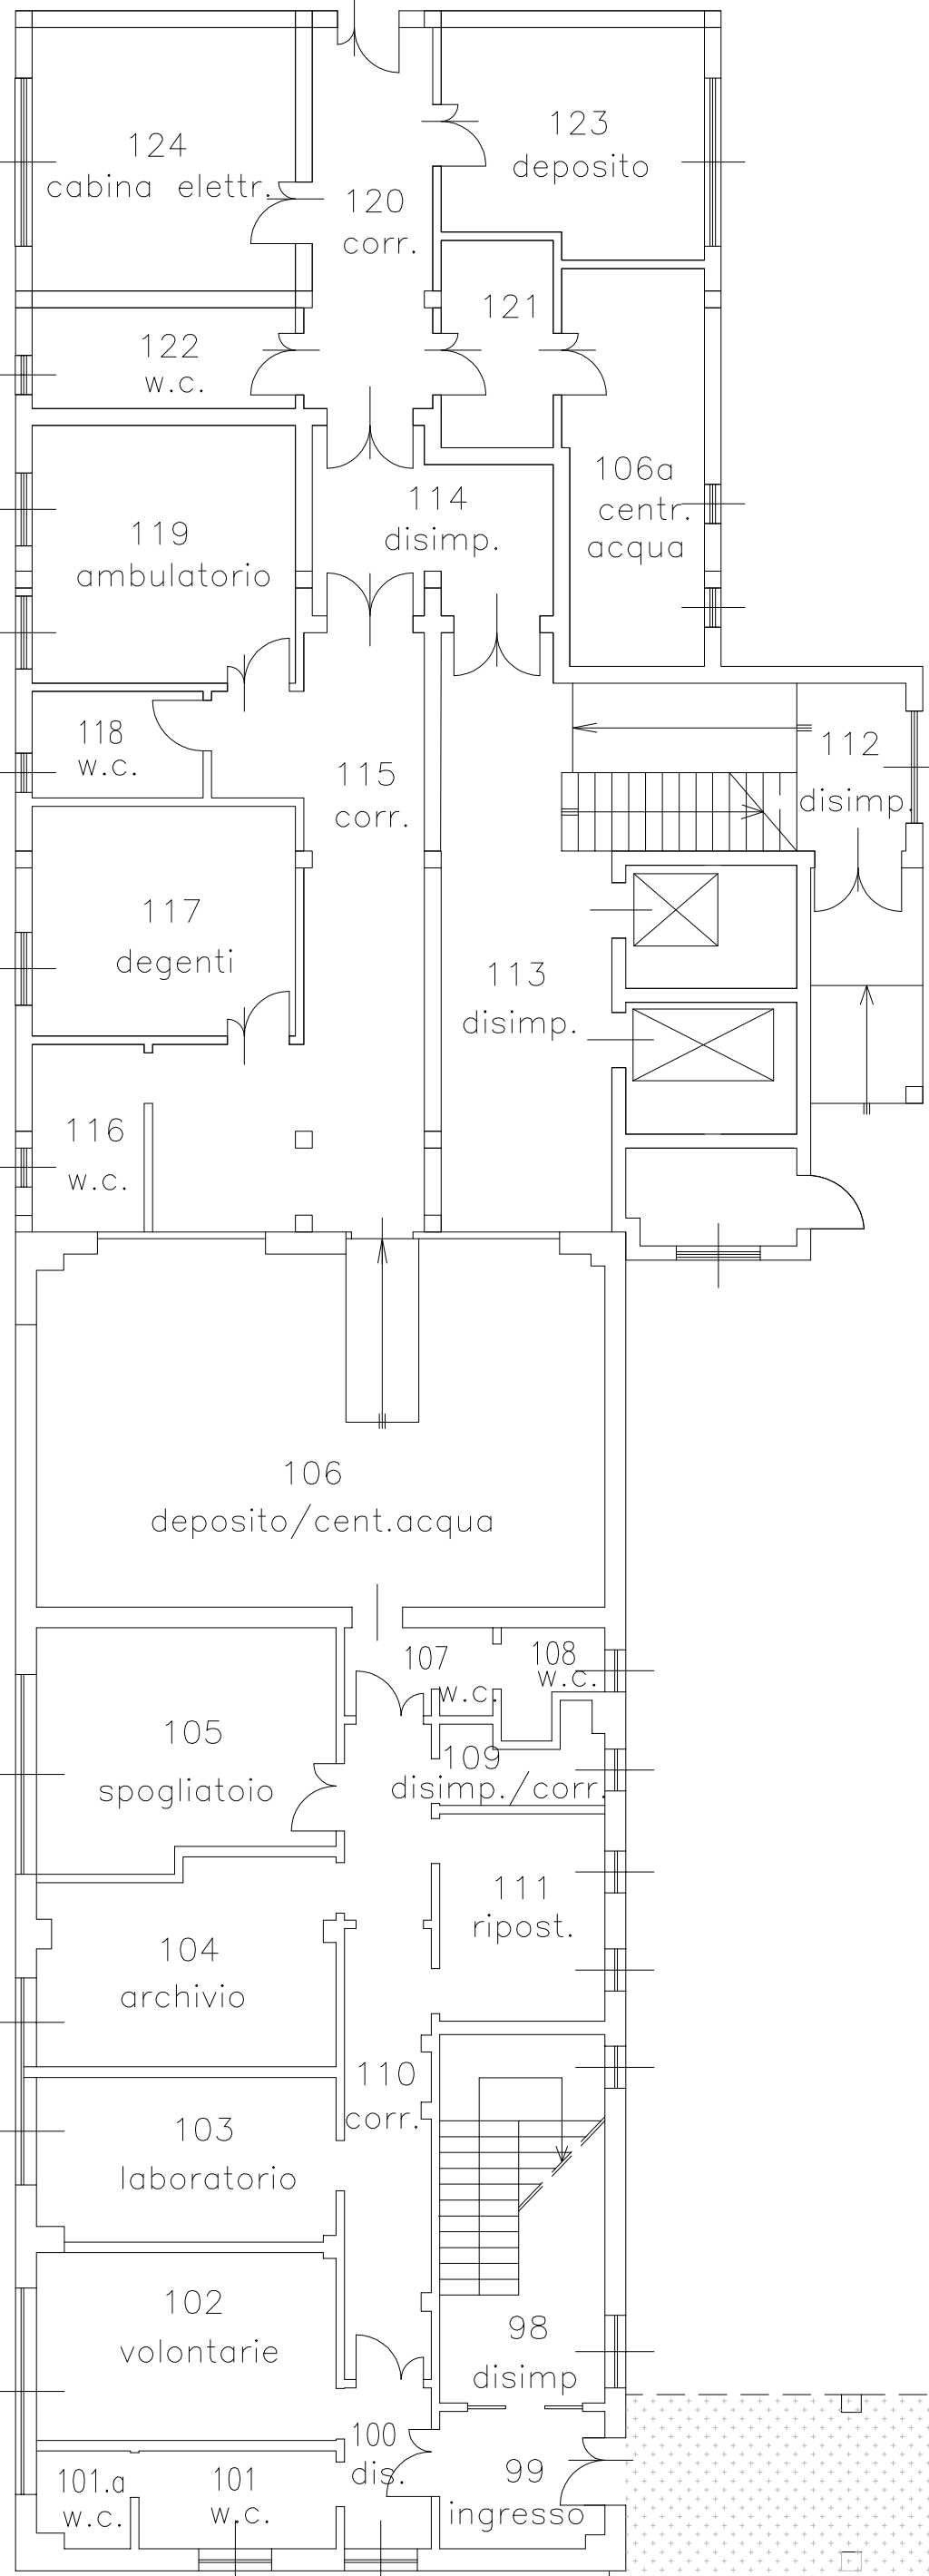 124
cabina elettr.
123
deposito
120
corr.
121
122
w.c.
106a
centr.
acqua
114
disimp.
119
ambulatorio
118
w.c.
115
corr.
112
disimp.
117
degenti
113
disimp.
116
w.c.
106
deposito/cent.acqua
107
w.c.
108
w.c.
105
spogliatoio
109
disimp./corr.
111
ripost.
104
archivio
110
corr.
103
laboratorio
102
volontarie
98
disimp
100
dis.
101.a
w.c.
101
w.c.
99
ingresso